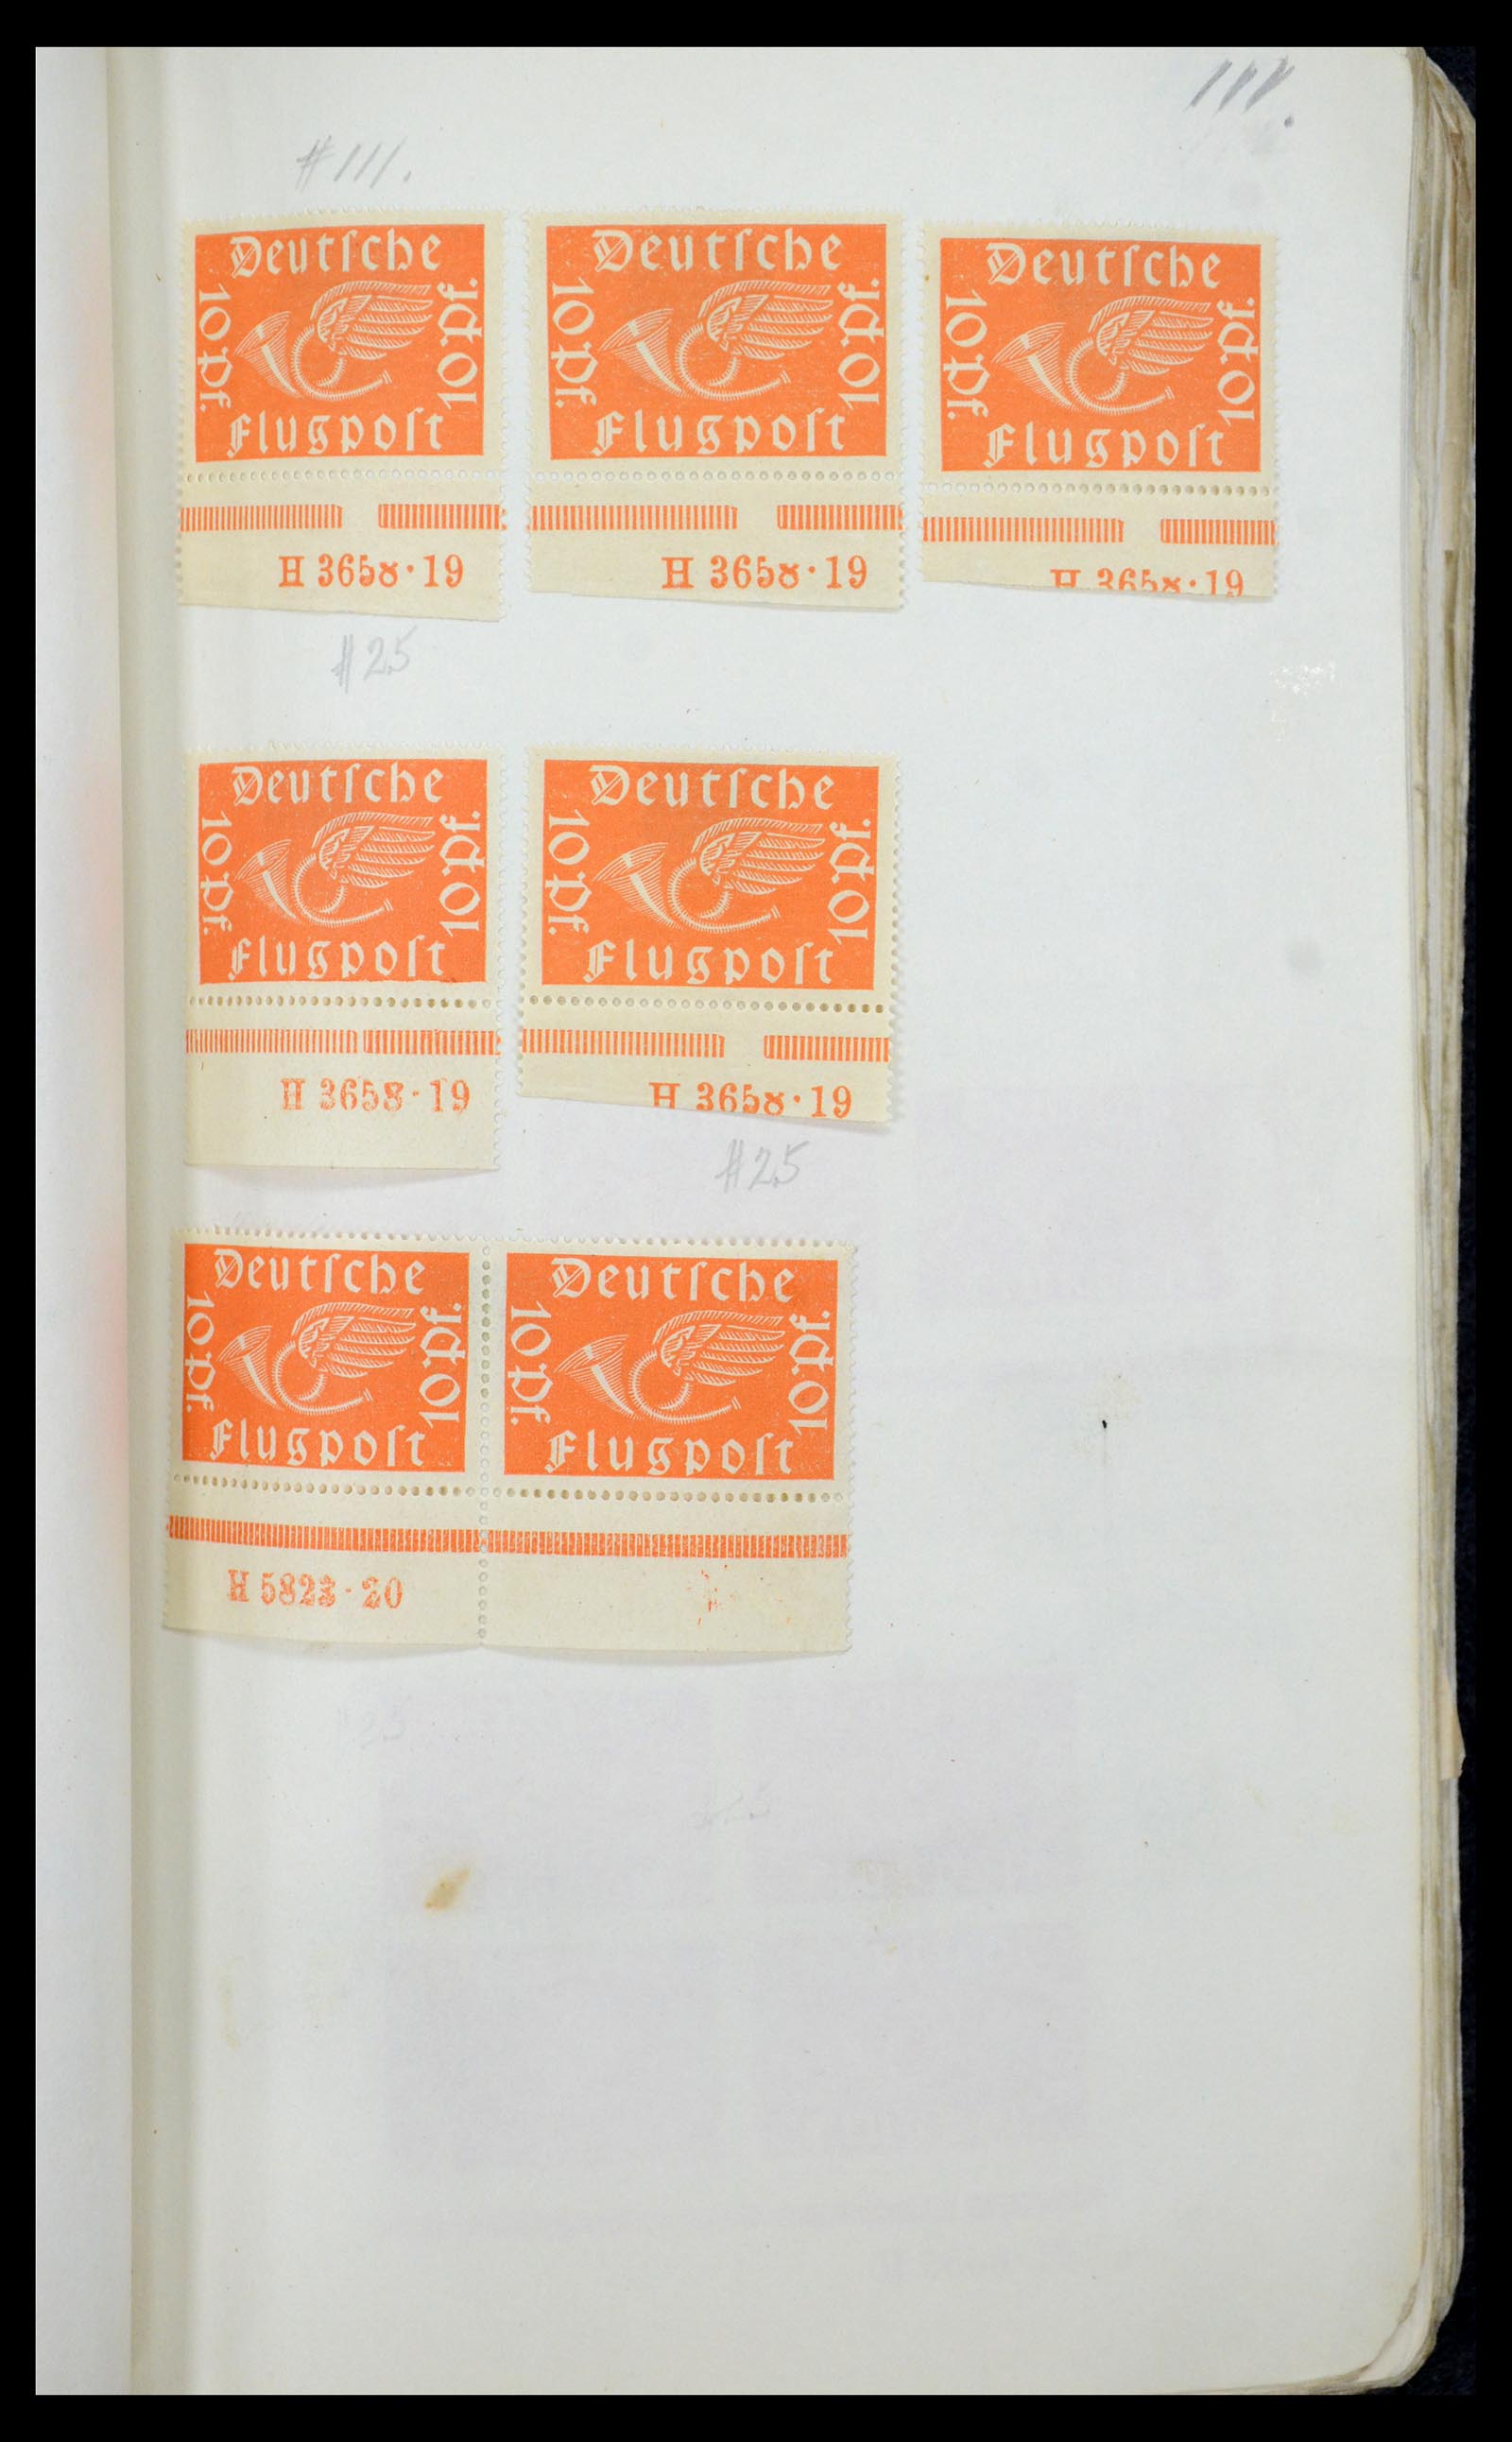 111.
#111.
Deutſche
10 Pf.
10 Pf.
Flugpoſt
H 3658·19
Deutſche
10 Pf.
10 Pf.
Flugpoſt
H 3658·19
Deutſche
10 Pf.
10 Pf.
Flugpoſt
H 3658·19
#25
Deutſche
10 Pf.
10 Pf.
Flugpoſt
H 3658·19
Deutſche
10 Pf.
10 Pf.
Flugpoſt
H 3658·19
#25
Deutſche
10 Pf.
10 Pf.
Flugpoſt
H 5823·20
Deutſche
10 Pf.
10 Pf.
Flugpoſt